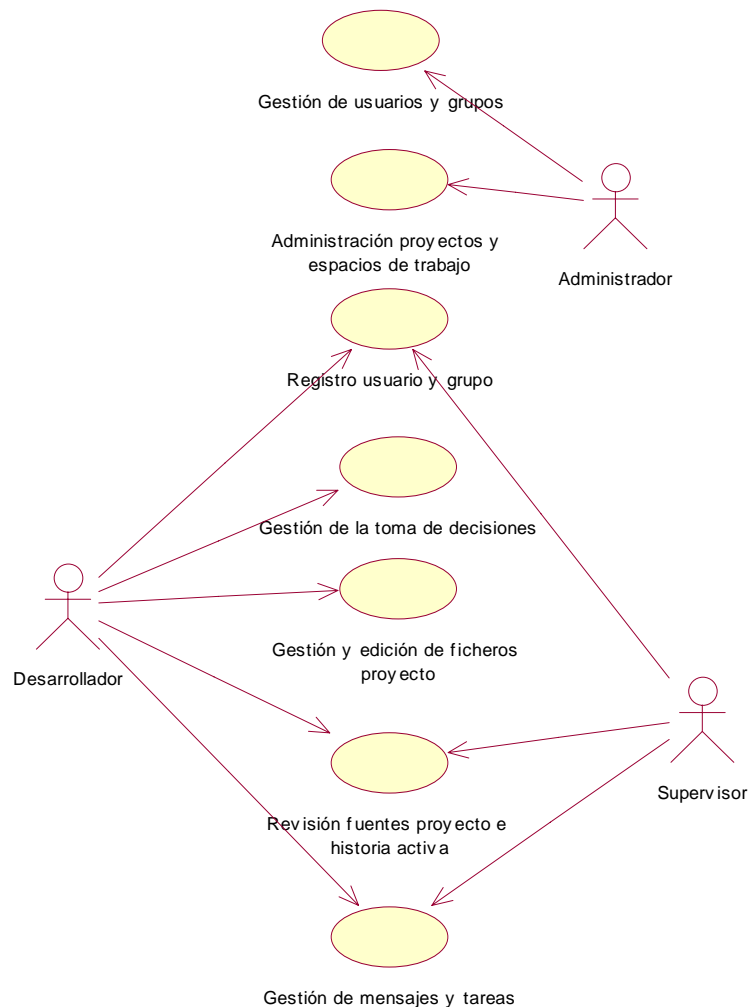 Gestión de usuarios y grupos
Administración proyectos y
espacios de trabajo
Administrador
Registro usuario y grupo
Gestión de la toma de decisiones
Gestión y edición de ficheros
proyecto
Desarrollador
Supervisor
Revisión fuentes proyecto e
historia activa
Gestión de mensajes y tareas